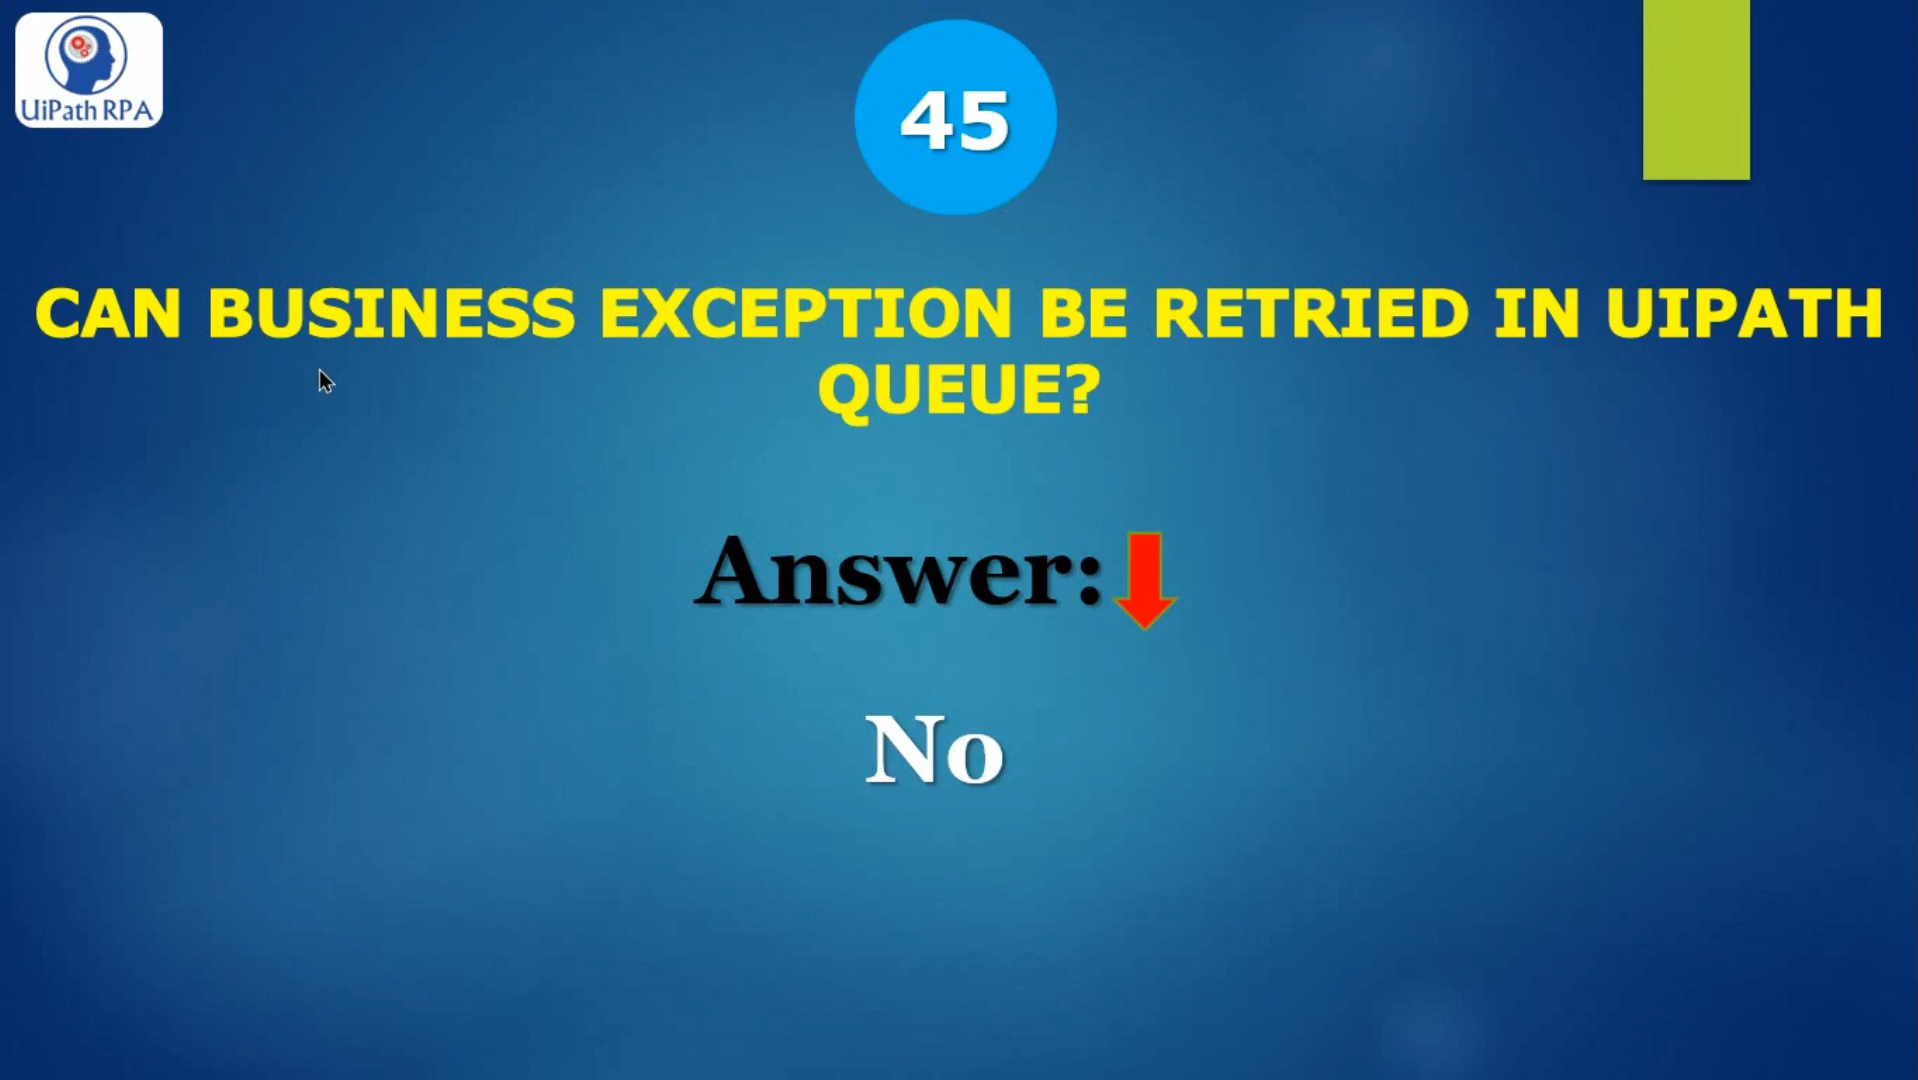 UiPath RPA
45
CAN BUSINESS EXCEPTION BE RETRIED IN UIPATH
QUEUE?
Answer:
No